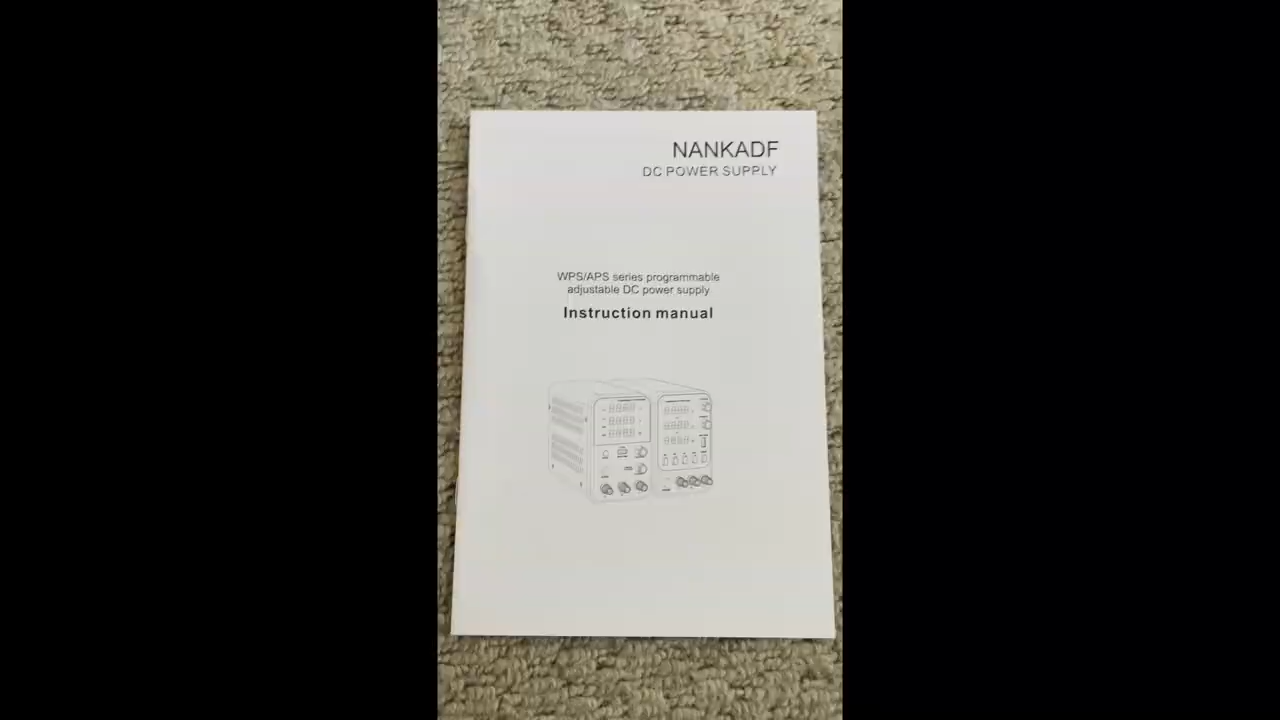 NANKADF
DC POWER SUPPLY
WPS/APS series programmable
adjustable DC power supply
Instruction manual